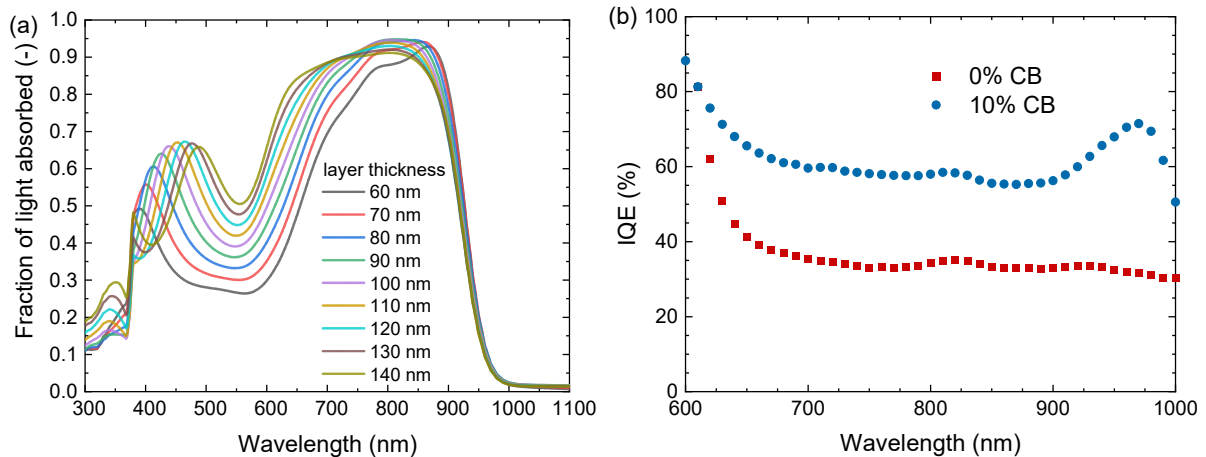 (a)
1.0
0.9
0.8
0.7
0.6
0.5
0.4
0.3
0.2
0.1
0.0
Fraction of light absorbed (-)
layer thickness
60 nm
70 nm
80 nm
90 nm
100 nm
110 nm
120 nm
130 nm
140 nm
300 400 500 600 700 800 900 1000 1100
Wavelength (nm)
(b)
100
80
60
40
20
0
IQE (%)
0% CB
10% CB
600 700 800 900 1000
Wavelength (nm)